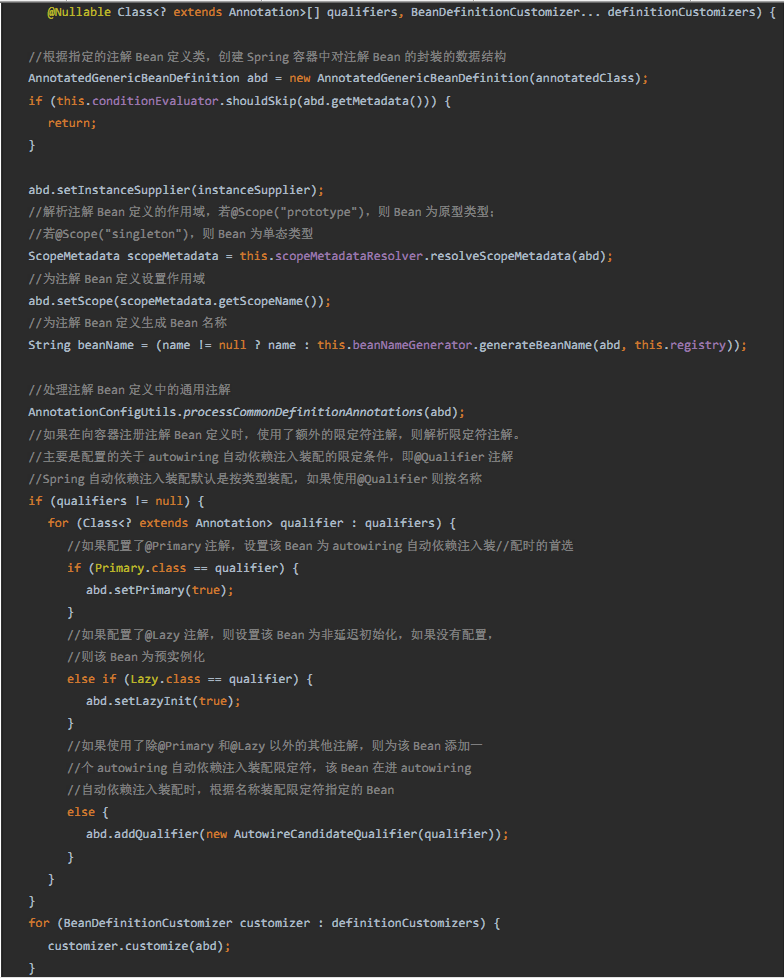 @Nullable Class<? extends Annotation>[] qualifiers, BeanDefinitionCustomizer... definitionCustomizers) {
//根据指定的注解 Bean 定义类，创建 Spring 容器中对注解 Bean 的封装的数据结构
AnnotatedGenericBeanDefinition abd = new AnnotatedGenericBeanDefinition(annotatedClass);
if (this.conditionEvaluator.shouldSkip(abd.getMetadata())) {
return;
}
abd.setInstanceSupplier(instanceSupplier);
//解析注解 Bean 定义的作用域，若@Scope("prototype")，则 Bean 为原型类型；
//若@Scope("singleton")，则 Bean 为单态类型
ScopeMetadata scopeMetadata = this.scopeMetadataResolver.resolveScopeMetadata(abd);
//为注解 Bean 定义设置作用域
abd.setScope(scopeMetadata.getScopeName());
//为注解 Bean 定义生成 Bean 名称
String beanName = (name != null ? name : this.beanNameGenerator.generateBeanName(abd, this.registry));
//处理注解 Bean 定义中的通用注解
AnnotationConfigUtils.processCommonDefinitionAnnotations(abd);
//如果在向容器注册注解 Bean 定义时，使用了额外的限定符注解，则解析限定符注解。
//主要是配置的关于 autowiring 自动依赖注入装配的限定条件，即@Qualifier 注解
//Spring 自动依赖注入装配默认是按类型装配，如果使用@Qualifier 则按名称
if (qualifiers != null) {
for (Class<? extends Annotation> qualifier : qualifiers) {
//如果配置了@Primary 注解，设置该 Bean 为 autowiring 自动依赖注入装//配时的首选
if (Primary.class == qualifier) {
abd.setPrimary(true);
}
//如果配置了@Lazy 注解，则设置该 Bean 为非延迟初始化，如果没有配置，
//则该 Bean 为预实例化
else if (Lazy.class == qualifier) {
abd.setLazyInit(true);
}
//如果使用了除@Primary 和@Lazy 以外的其他注解，则为该 Bean 添加一
//个 autowiring 自动依赖注入装配限定符，该 Bean 在进 autowiring
//自动依赖注入装配时，根据名称装配限定符指定的 Bean
else {
abd.addQualifier(new AutowireCandidateQualifier(qualifier));
}
}
}
for (BeanDefinitionCustomizer customizer : definitionCustomizers) {
customizer.customize(abd);
}